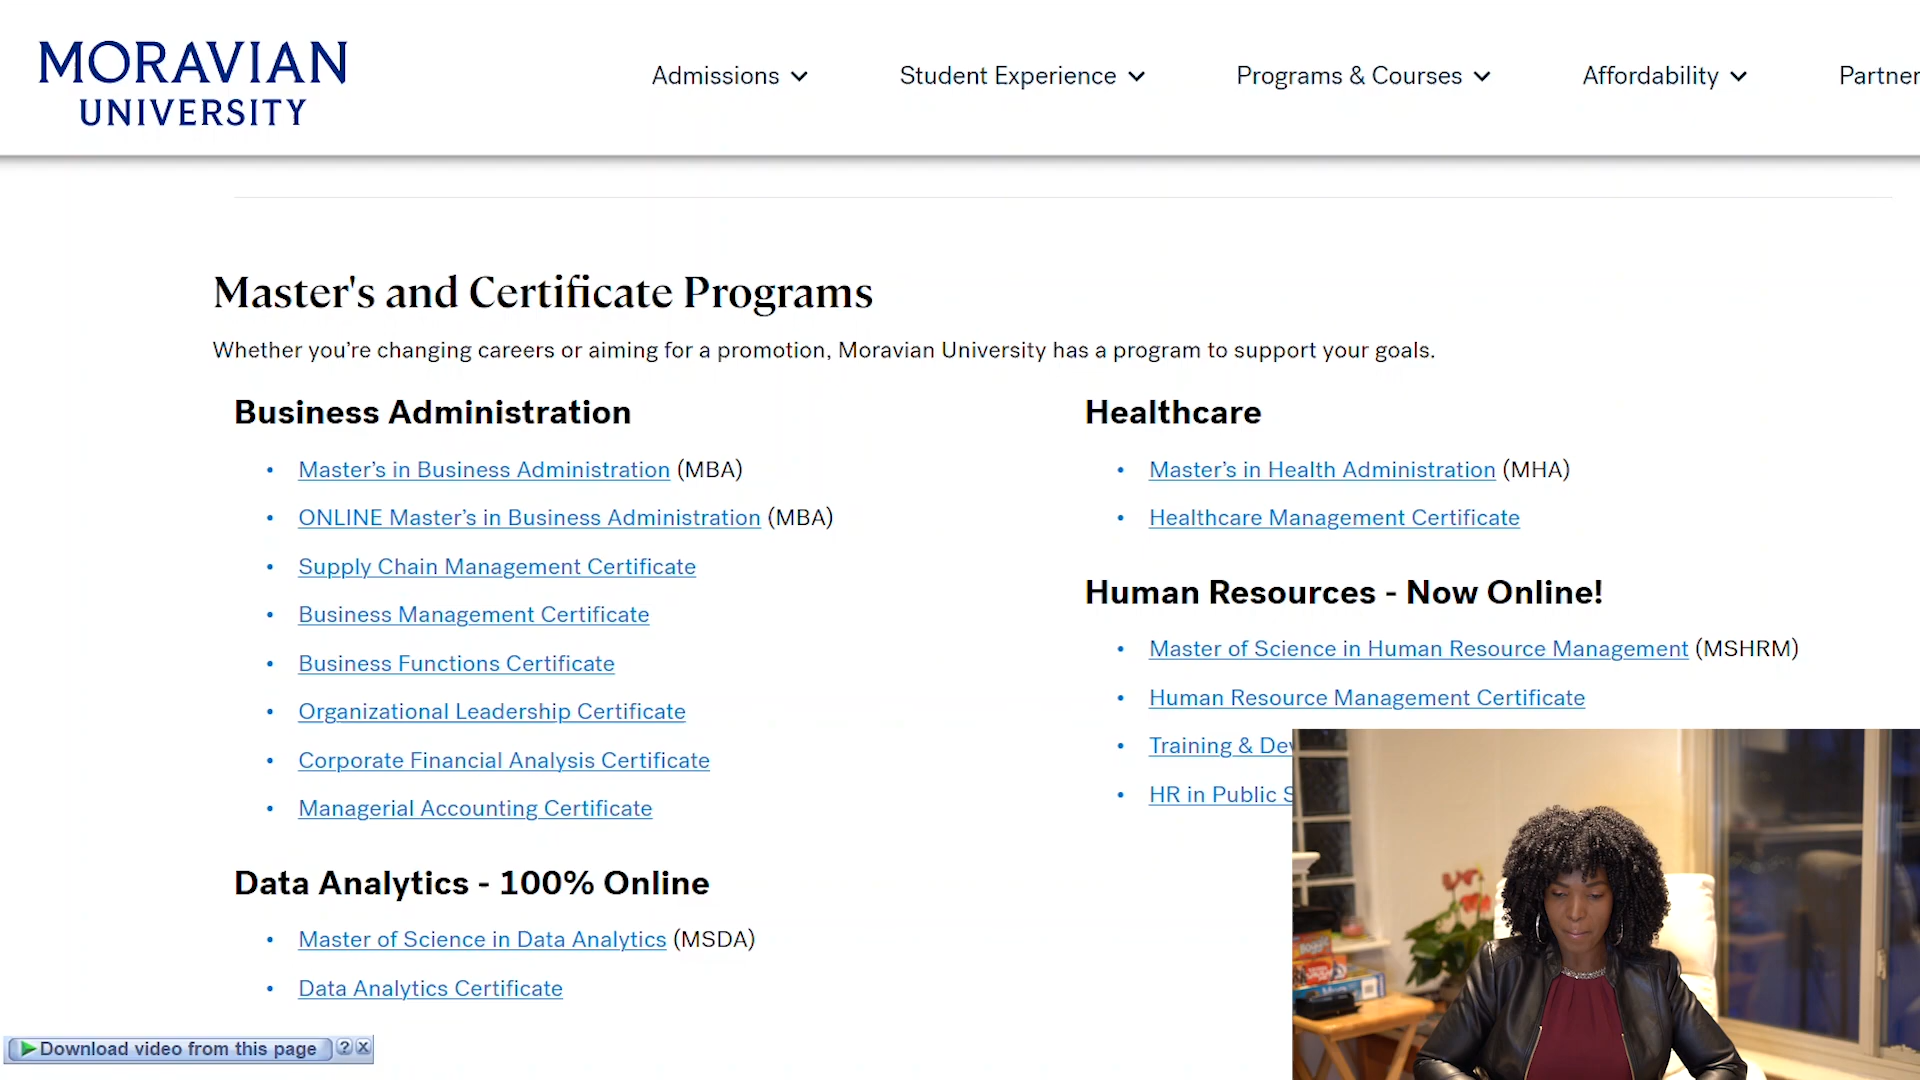 MORAVIAN
UNIVERSITY
Admissions
Student Experience
Programs & Courses
Affordability
Partner
Master's and Certificate Programs
Whether you’re changing careers or aiming for a promotion, Moravian University has a program to support your goals.
Business Administration
• Master’s in Business Administration (MBA)
• ONLINE Master’s in Business Administration (MBA)
• Supply Chain Management Certificate
• Business Management Certificate
• Business Functions Certificate
• Organizational Leadership Certificate
• Corporate Financial Analysis Certificate
• Managerial Accounting Certificate
Data Analytics - 100% Online
• Master of Science in Data Analytics (MSDA)
• Data Analytics Certificate
Healthcare
• Master’s in Health Administration (MHA)
• Healthcare Management Certificate
Human Resources - Now Online!
• Master of Science in Human Resource Management (MSHRM)
• Human Resource Management Certificate
• Training & Dev
• HR in Public S
Download video from this page ? X